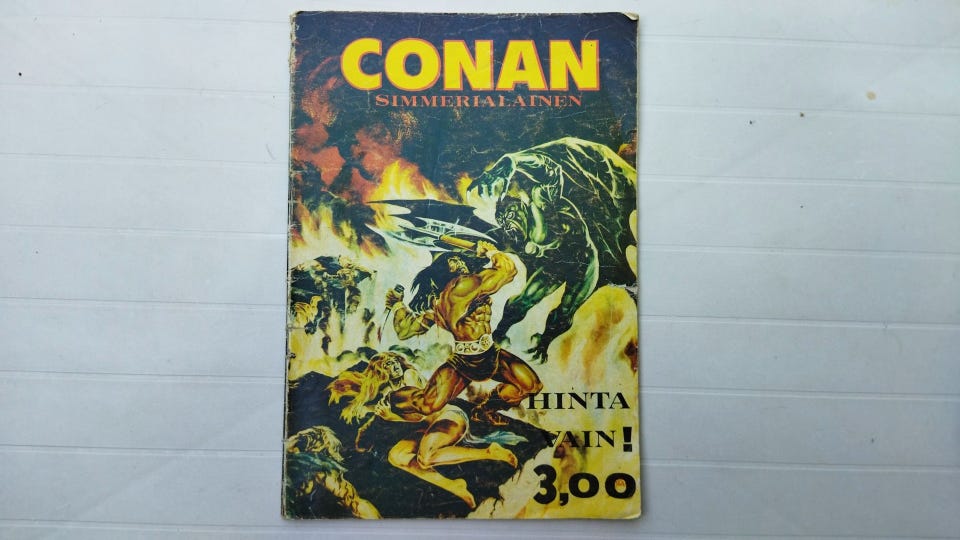 CONAN
SIMMERIALAINEN
HINTA
VAIN!
3,00